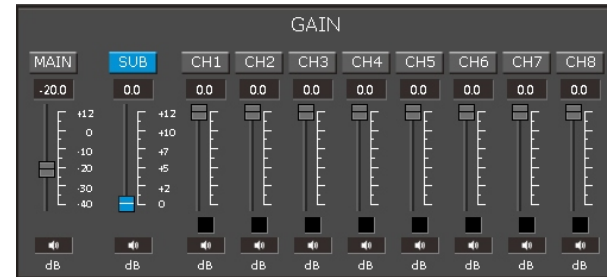 GAIN
MAIN SUB CH1 CH2 CH3 CH4 CH5 CH6 CH7 CH8
-20.0 0.0 0.0 0.0 0.0 0.0 0.0 0.0 0.0 0.0
+12 +12
0 +10
-10 +7
-20 +5
-30 +2
-40 0
dB dB dB dB dB dB dB dB dB dB